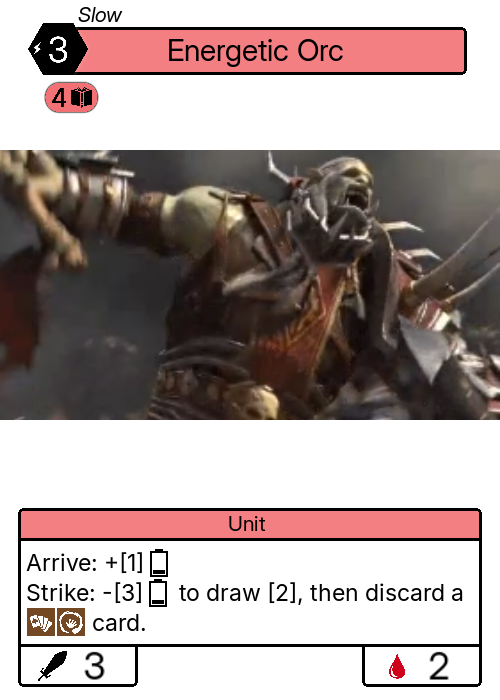 Slow
3
Energetic Orc
4
Unit
Arrive: +[1]
Strike: -[3] to draw [2], then discard a
card.
3
2